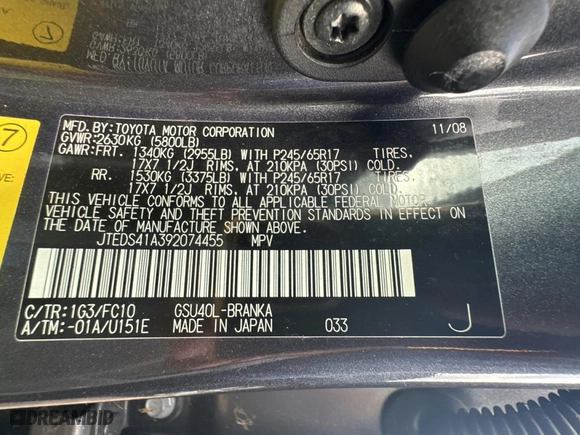 7
MFD. BY: TOYOTA MOTOR CORPORATION 11/08
GVWR: 2630KG (5800LB)
GAWR: FRT. 1340KG (2955LB) WITH P245/65R17 TIRES.
17X7 1/2J RIMS, AT 210KPA (30PSI) COLD.
RR. 1530KG (3375LB) WITH P245/65R17 TIRES.
17X7 1/2J RIMS, AT 210KPA (30PSI) COLD.
THIS VEHICLE CONFORMS TO ALL APPLICABLE FEDERAL MOTOR
VEHICLE SAFETY AND THEFT PREVENTION STANDARDS IN EFFECT ON
THE DATE OF MANUFACTURE SHOWN ABOVE.
JTEDS41A392074455 MPV
C/TR: 1G3/FC10 GSU40L-BRANKA
A/TM: -01A/U151E MADE IN JAPAN 033 J
DREAMBID